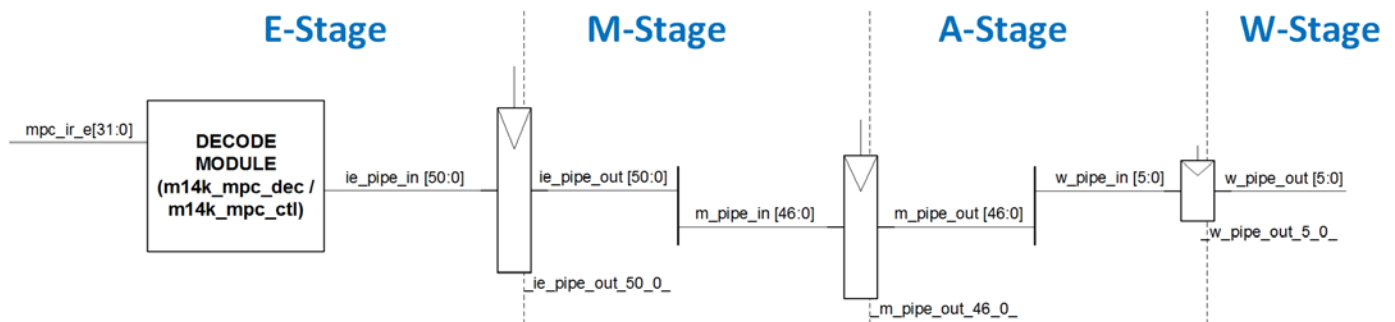 E-Stage
M-Stage
A-Stage
W-Stage
mpc_ir_e[31:0]
DECODE
MODULE
(m14k_mpc_dec /
m14k_mpc_ctl)
ie_pipe_in [50:0]
ie_pipe_out [50:0]
_ie_pipe_out_50_0_
m_pipe_in [46:0]
m_pipe_out [46:0]
_m_pipe_out_46_0_
w_pipe_in [5:0]
w_pipe_out [5:0]
_w_pipe_out_5_0_